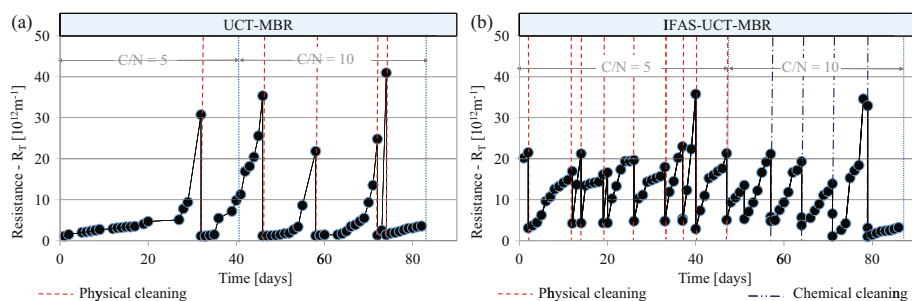 (a) UCT-MBR
50
40
30
20
10
0
Resistance - R_T [10^12 m^-1]
C/N = 5
C/N = 10
0 20 40 60 80
Time [days]
Physical cleaning
(b) IFAS-UCT-MBR
50
40
30
20
10
0
Resistance - R_T [10^12 m^-1]
C/N = 5
C/N = 10
0 20 40 60 80
Time [days]
Physical cleaning
Chemical cleaning